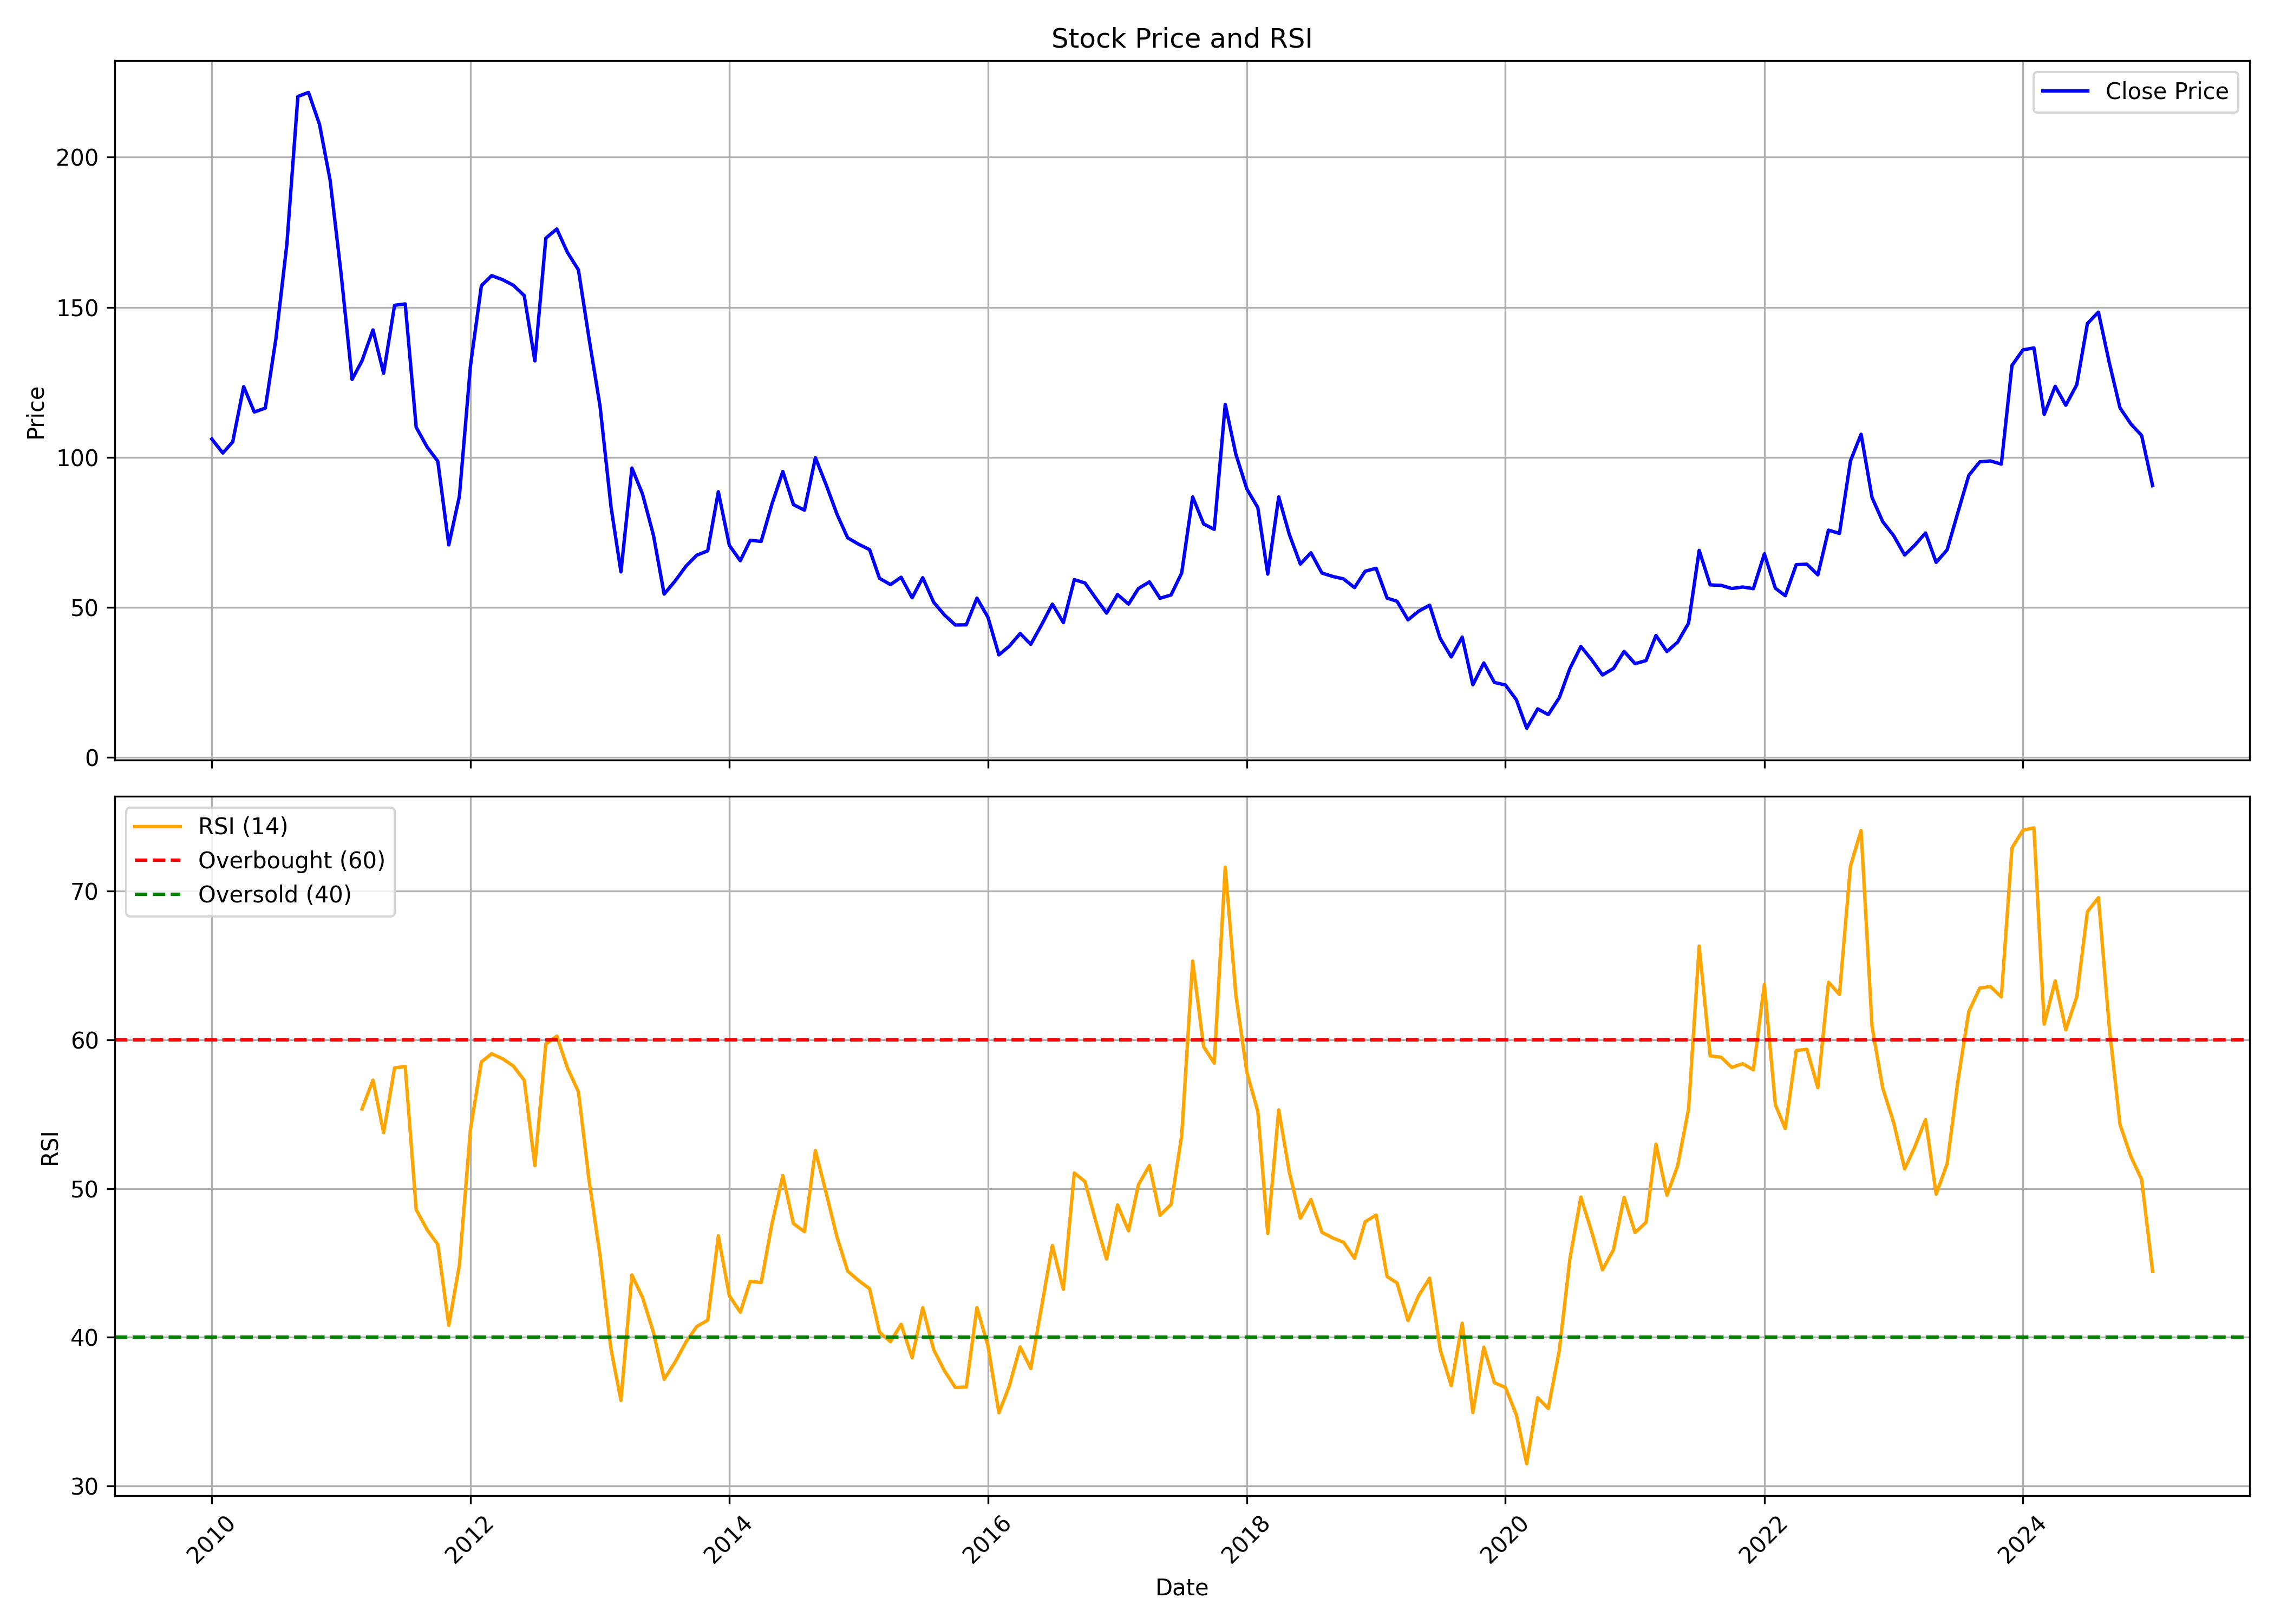 Stock Price and RSI
Close Price
Price
200
150
100
50
0
RSI (14)
Overbought (60)
Oversold (40)
RSI
70
60
50
40
30
2010
2012
2014
2016
2018
2020
2022
2024
Date